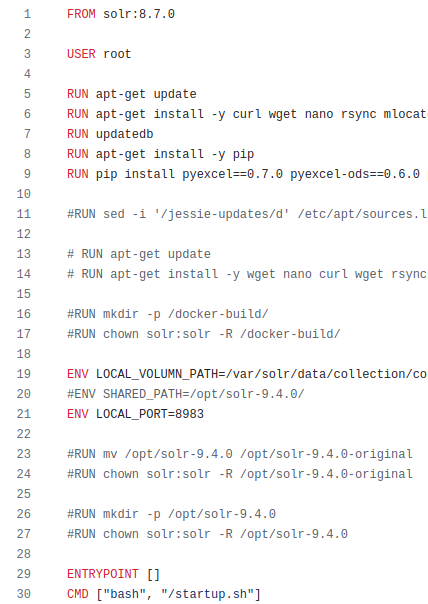 1 FROM solr:8.7.0
2
3 USER root
4
5 RUN apt-get update
6 RUN apt-get install -y curl wget nano rsync mlocat
7 RUN updatedb
8 RUN apt-get install -y pip
9 RUN pip install pyexcel==0.7.0 pyexcel-ods==0.6.0
10
11 #RUN sed -i '/jessie-updates/d' /etc/apt/sources.l
12
13 # RUN apt-get update
14 # RUN apt-get install -y wget nano curl wget rsync
15
16 #RUN mkdir -p /docker-build/
17 #RUN chown solr:solr -R /docker-build/
18
19 ENV LOCAL_VOLUMN_PATH=/var/solr/data/collection/co
20 #ENV SHARED_PATH=/opt/solr-9.4.0/
21 ENV LOCAL_PORT=8983
22
23 #RUN mv /opt/solr-9.4.0 /opt/solr-9.4.0-original
24 #RUN chown solr:solr -R /opt/solr-9.4.0-original
25
26 #RUN mkdir -p /opt/solr-9.4.0
27 #RUN chown solr:solr -R /opt/solr-9.4.0
28
29 ENTRYPOINT []
30 CMD ["bash", "/startup.sh"]